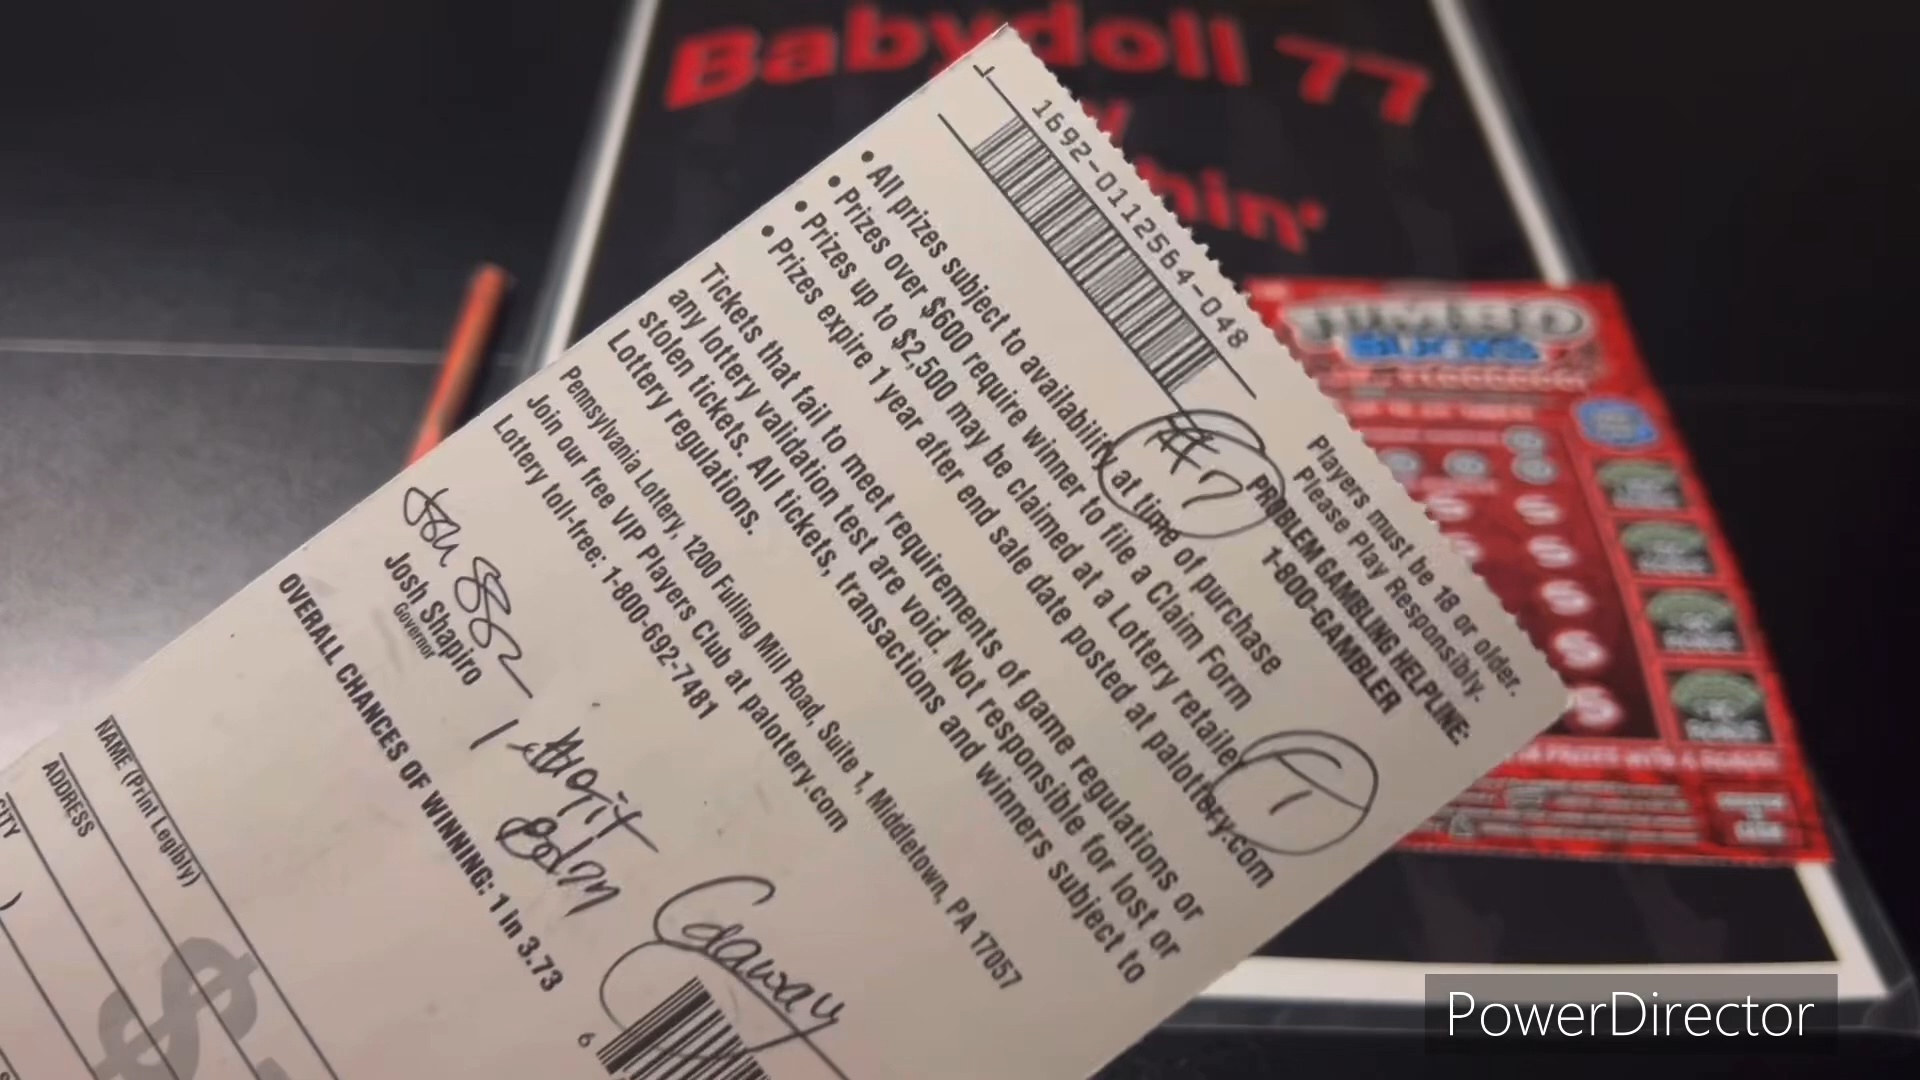 Babydoll 77
hin'
1692-0112564-048
• All prizes subject to availability at time of purchase
• Prizes over $600 require winner to file a Claim Form
• Prizes up to $2,500 may be claimed at a Lottery retailer
• Prizes expire 1 year after end sale date posted at palottery.com
Tickets that fail to meet requirements of game regulations or
any lottery validation test are void. Not responsible for lost or
stolen tickets. All tickets, transactions and winners subject to
Lottery regulations.
Pennsylvania Lottery, 1200 Fulling Mill Road, Suite 1, Middletown, PA 17057
Join our free VIP Players Club at palottery.com
Lottery toll-free: 1-800-692-7481
Players must be 18 or older.
Please Play Responsibly.
PROBLEM GAMBLING HELPLINE:
1-800-GAMBLER
#7
Josh Shapiro
Governor
OVERALL CHANCES OF WINNING: 1 in 3.73
NAME (Print Legibly)
ADDRESS
CITY
)
$
6
JUMBO
BUCKS
PowerDirector